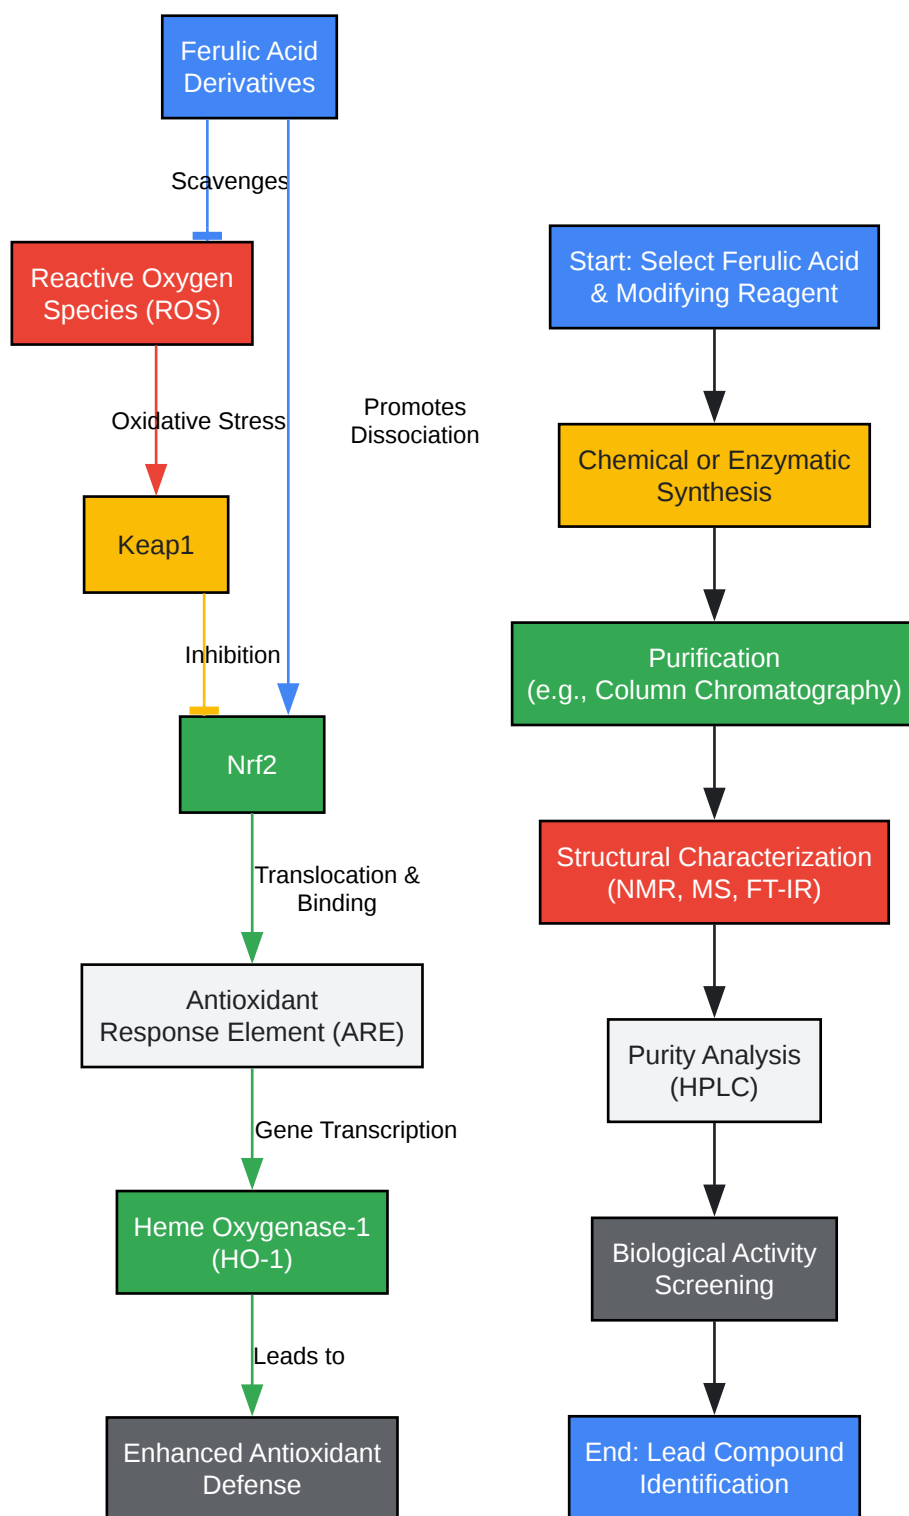 Ferulic Acid
Derivatives
Scavenges
Reactive Oxygen
Species (ROS)
Oxidative Stress
Promotes
Dissociation
Keap1
Inhibition
Nrf2
Translocation &
Binding
Antioxidant
Response Element (ARE)
Gene Transcription
Heme Oxygenase-1
(HO-1)
Leads to
Enhanced Antioxidant
Defense
Start: Select Ferulic Acid
& Modifying Reagent
Chemical or Enzymatic
Synthesis
Purification
(e.g., Column Chromatography)
Structural Characterization
(NMR, MS, FT-IR)
Purity Analysis
(HPLC)
Biological Activity
Screening
End: Lead Compound
Identification